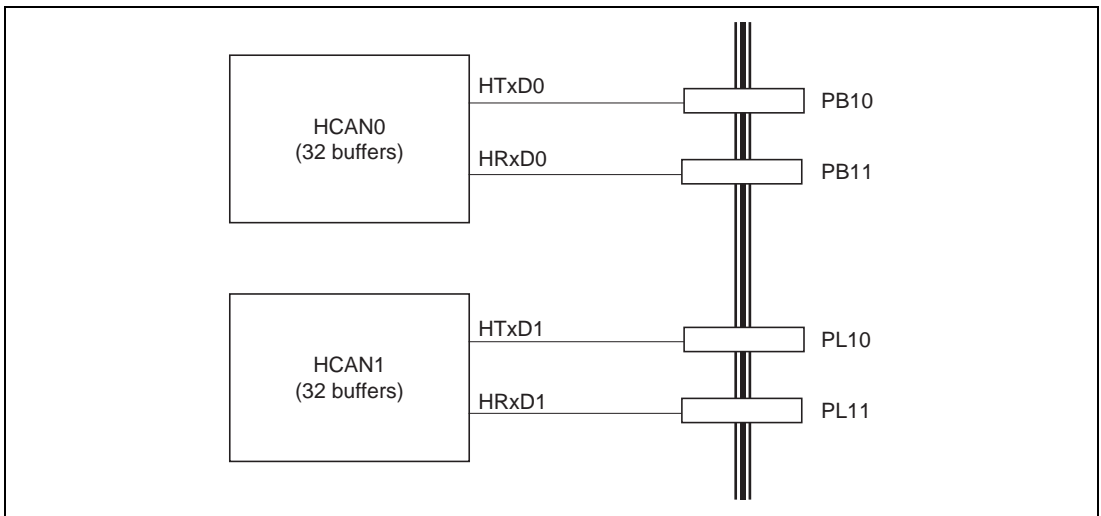 HCAN0
(32 buffers)
HTxD0
PB10
HRxD0
PB11
HCAN1
(32 buffers)
HTxD1
PL10
HRxD1
PL11